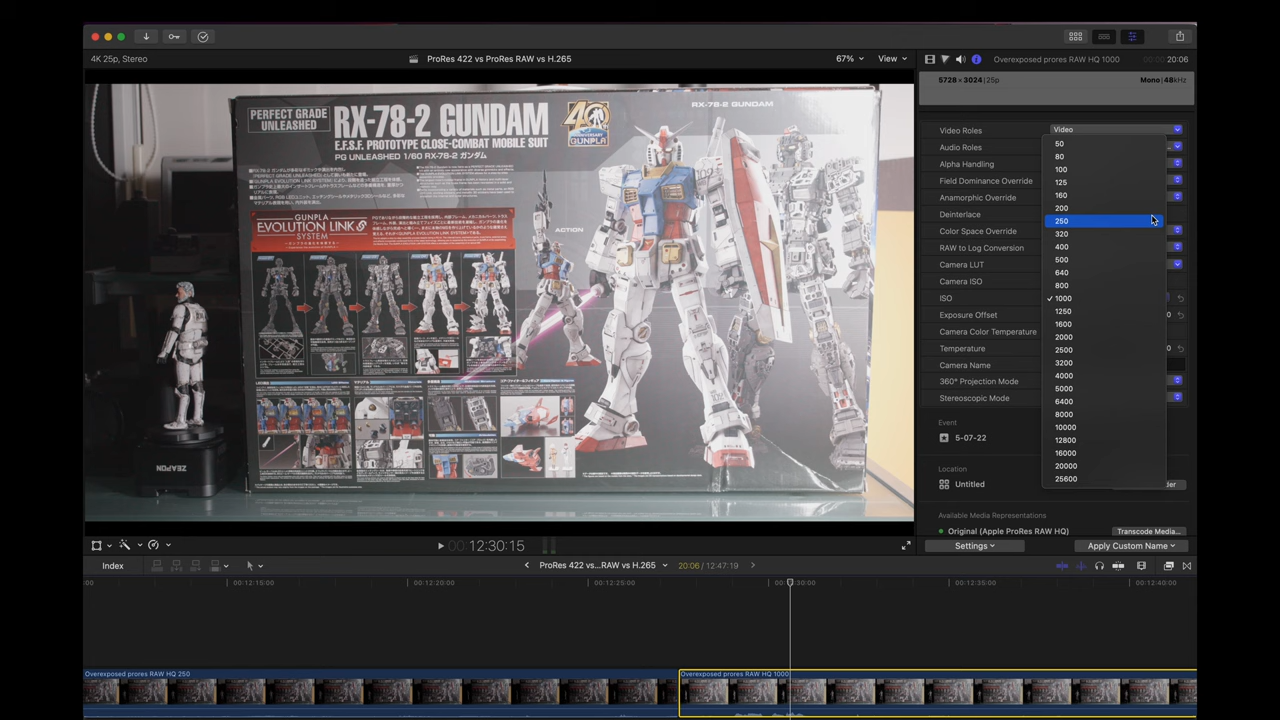 4K 25p, Stereo
ProRes 422 vs ProRes RAW vs H.265
67%
View
Overexposed prores RAW HQ 1000
20:06
5728 × 3024 | 25p
Mono | 48kHz
PERFECT GRADE
UNLEASHED
RX-78-2 GUNDAM
E.F.S.F. PROTOTYPE CLOSE-COMBAT MOBILE SUIT
PG UNLEASHED 1/60 RX-78-2 ガンダム
40
GUNPLA
RX-78-2 GUNDAM
GUNPLA
EVOLUTION LINK
SYSTEM
ACTION
ZEAPON
Video Roles
Video
Audio Roles
Alpha Handling
Field Dominance Override
Anamorphic Override
Deinterlace
Color Space Override
RAW to Log Conversion
Camera LUT
Camera ISO
ISO
Exposure Offset
0
Camera Color Temperature
Temperature
0
Camera Name
360° Projection Mode
Stereoscopic Mode
50
80
100
125
160
200
250
320
400
500
640
800
✓ 1000
1250
1600
2000
2500
3200
4000
5000
6400
8000
10000
12800
16000
20000
25600
Event
5-07-22
Location
Untitled
der
Available Media Representations
Original (Apple ProRes RAW HQ)
Transcode Media...
Settings
Apply Custom Name
00:12:30:15
Index
ProRes 422 vs...RAW vs H.265
20:06 / 12:47:19
:00
00:12:15:00
00:12:20:00
00:12:25:00
00:12:30:00
00:12:35:00
00:12:40:00
Overexposed prores RAW HQ 250
Overexposed prores RAW HQ 1000